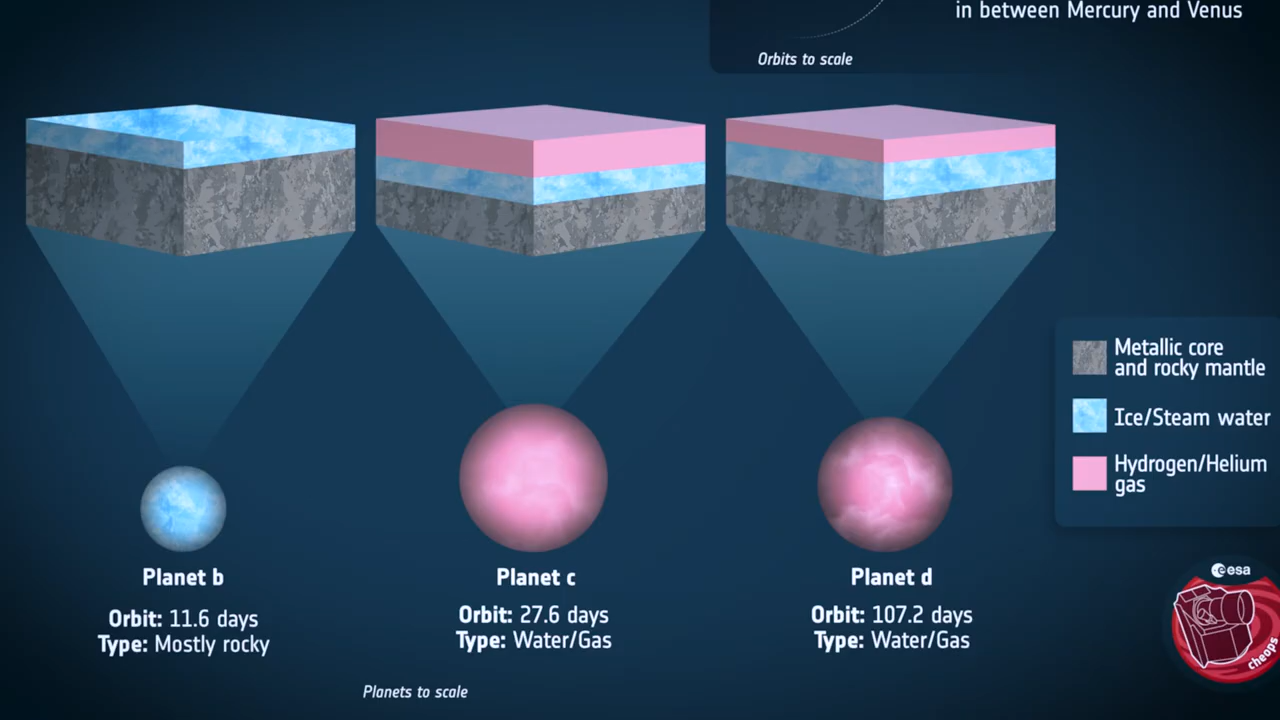 in between Mercury and Venus
Orbits to scale
Metallic core
and rocky mantle
Ice/Steam water
Hydrogen/Helium
gas
Planet b
Orbit: 11.6 days
Type: Mostly rocky
Planet c
Orbit: 27.6 days
Type: Water/Gas
Planet d
Orbit: 107.2 days
Type: Water/Gas
Planets to scale
esa
cheops